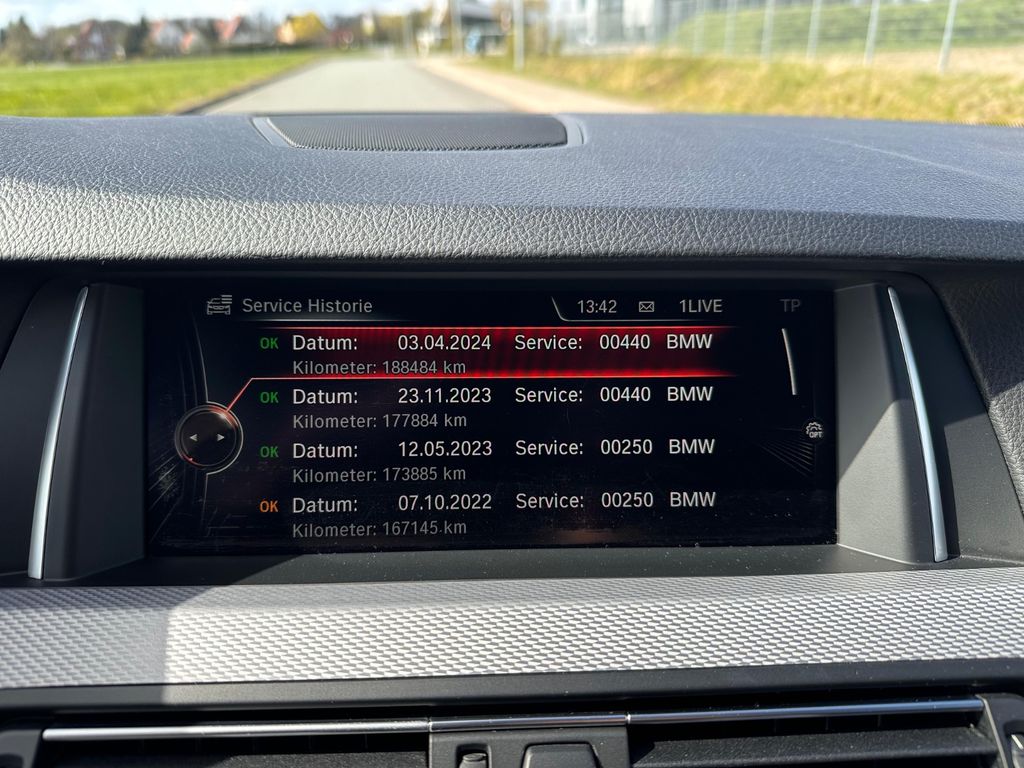 Service Historie 13:42 1LIVE TP
OK Datum: 03.04.2024 Service: 00440 BMW
Kilometer: 188484 km
OK Datum: 23.11.2023 Service: 00440 BMW
Kilometer: 177884 km
OK Datum: 12.05.2023 Service: 00250 BMW
Kilometer: 173885 km
OPT
OK Datum: 07.10.2022 Service: 00250 BMW
Kilometer: 167145 km